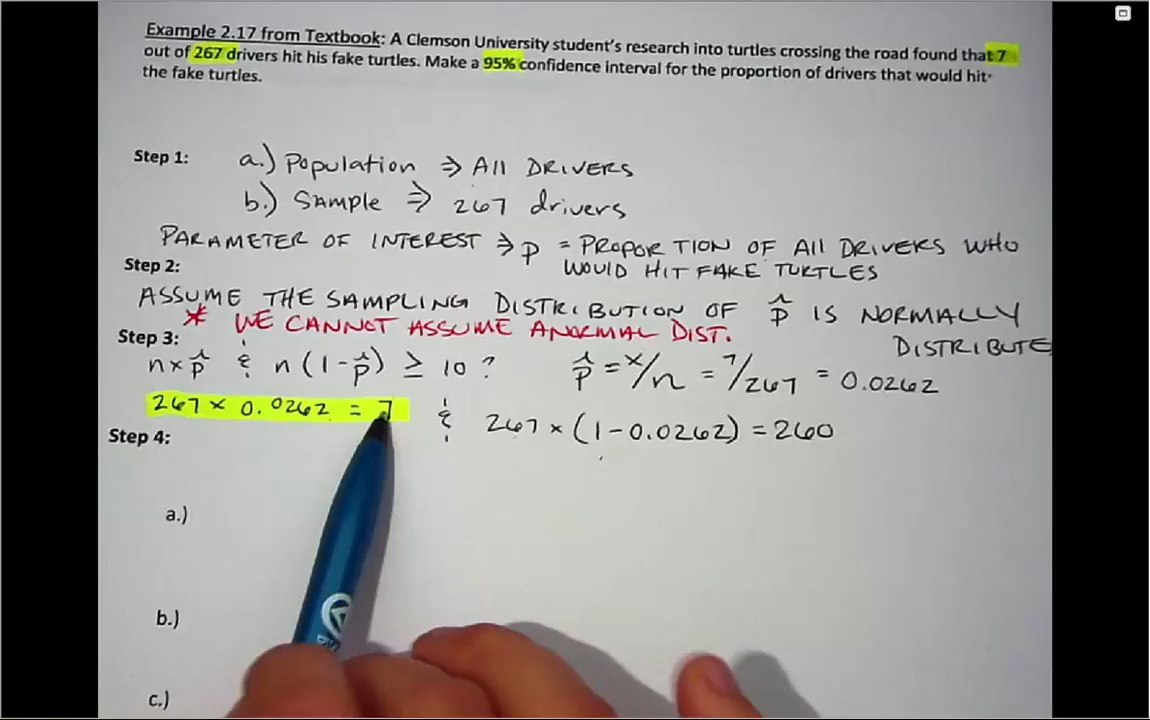 Example 2.17 from Textbook: A Clemson University student's research into turtles crossing the road found that 7
out of 267 drivers hit his fake turtles. Make a 95% confidence interval for the proportion of drivers that would hit
the fake turtles.
Step 1: a.) Population ⇒ All DRIVERS
b.) Sample ⇒ 267 drivers
PARAMETER OF INTEREST ⇒ p = PROPORTION OF All DRIVERS WHO
WOULD HIT FAKE TURTLES
Step 2:
ASSUME THE SAMPLING DISTRIBUTION OF p̂ IS NORMALLY
DISTRIBUTE
* WE CANNOT ASSUME A NORMAL DIST.
Step 3:
n × p̂ & n(1-p̂) ≥ 10 ? p̂ = x/n = 7/267 = 0.0262
267 × 0.0262 = 7 & 267 × (1-0.0262) = 260
Step 4:
a.)
b.)
c.)